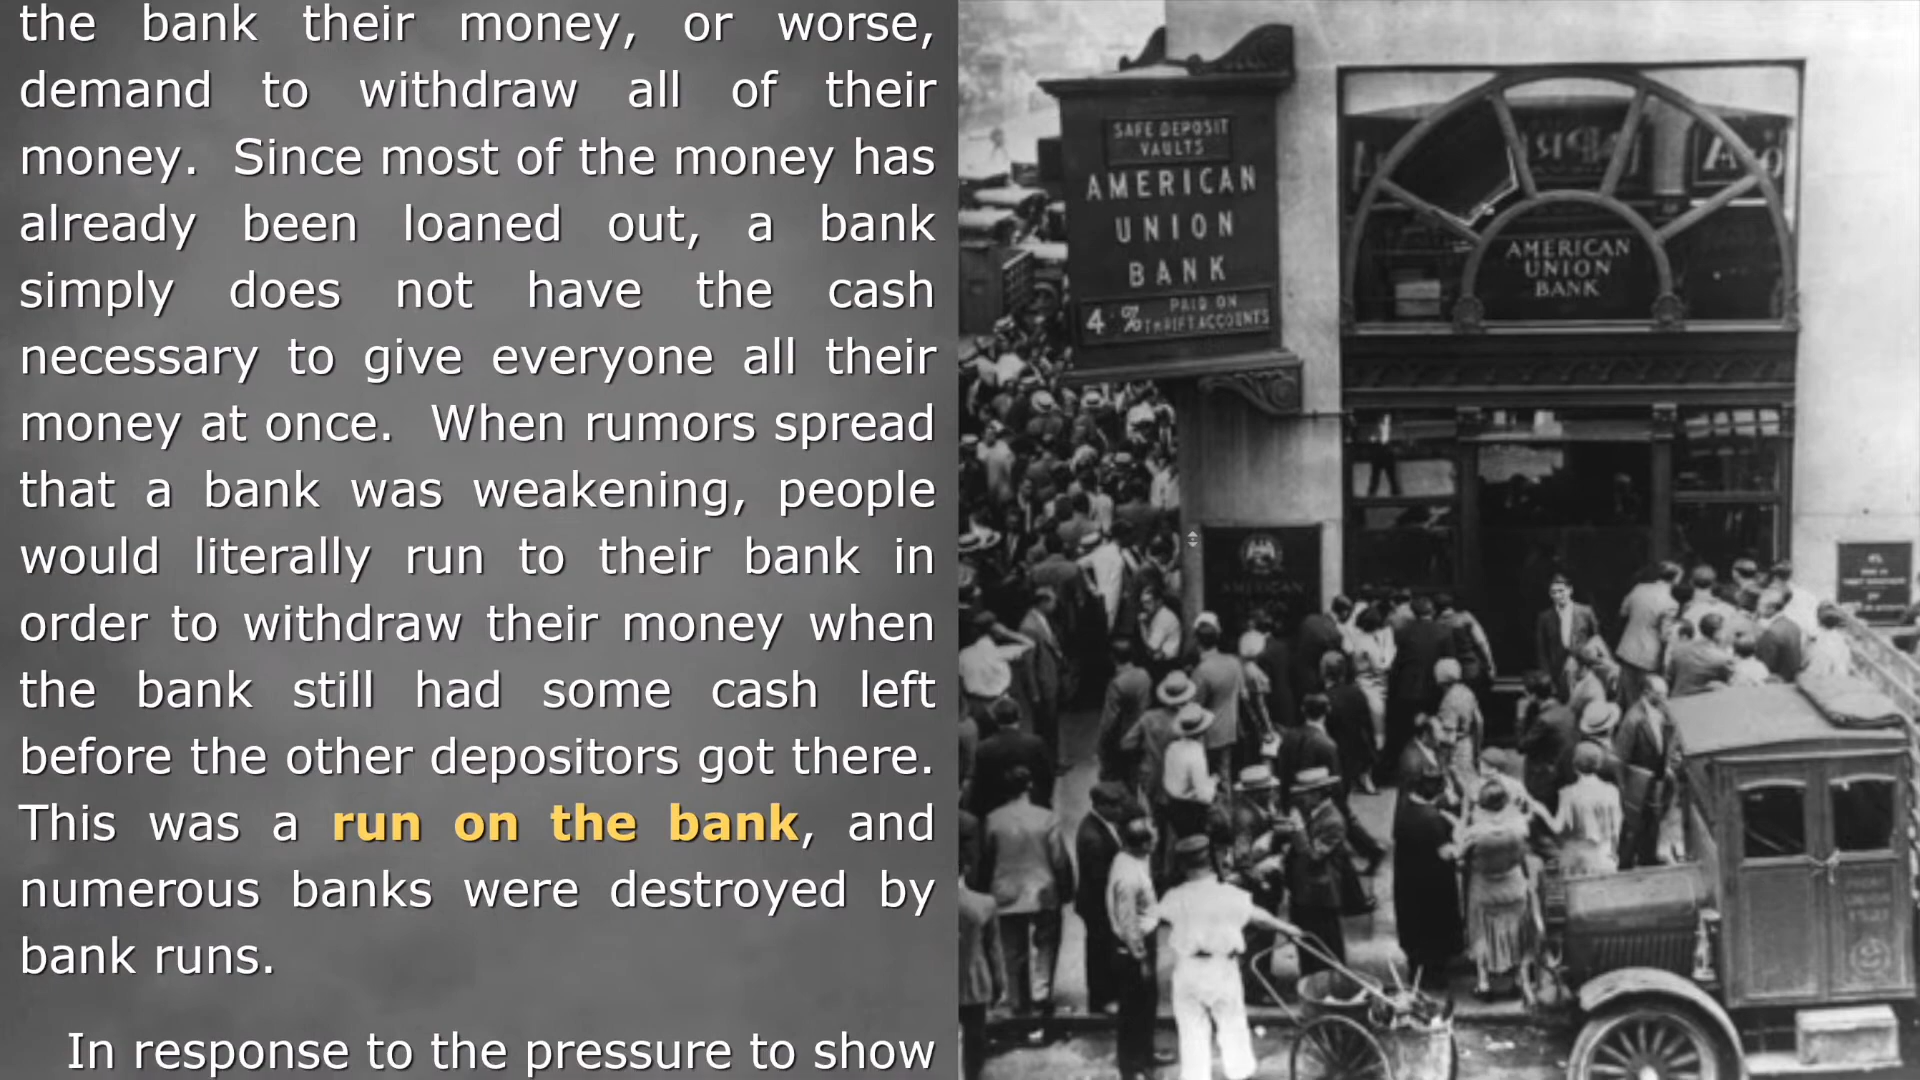 the bank their money, or worse,
demand to withdraw all of their
money. Since most of the money has
already been loaned out, a bank
simply does not have the cash
necessary to give everyone all their
money at once. When rumors spread
that a bank was weakening, people
would literally run to their bank in
order to withdraw their money when
the bank still had some cash left
before the other depositors got there.
This was a run on the bank, and
numerous banks were destroyed by
bank runs.
In response to the pressure to show
SAFE DEPOSIT
VAULTS
AMERICAN
UNION
BANK
4% PAID ON
THRIFT ACCOUNTS
AMERICAN
UNION
BANK
AMERICAN